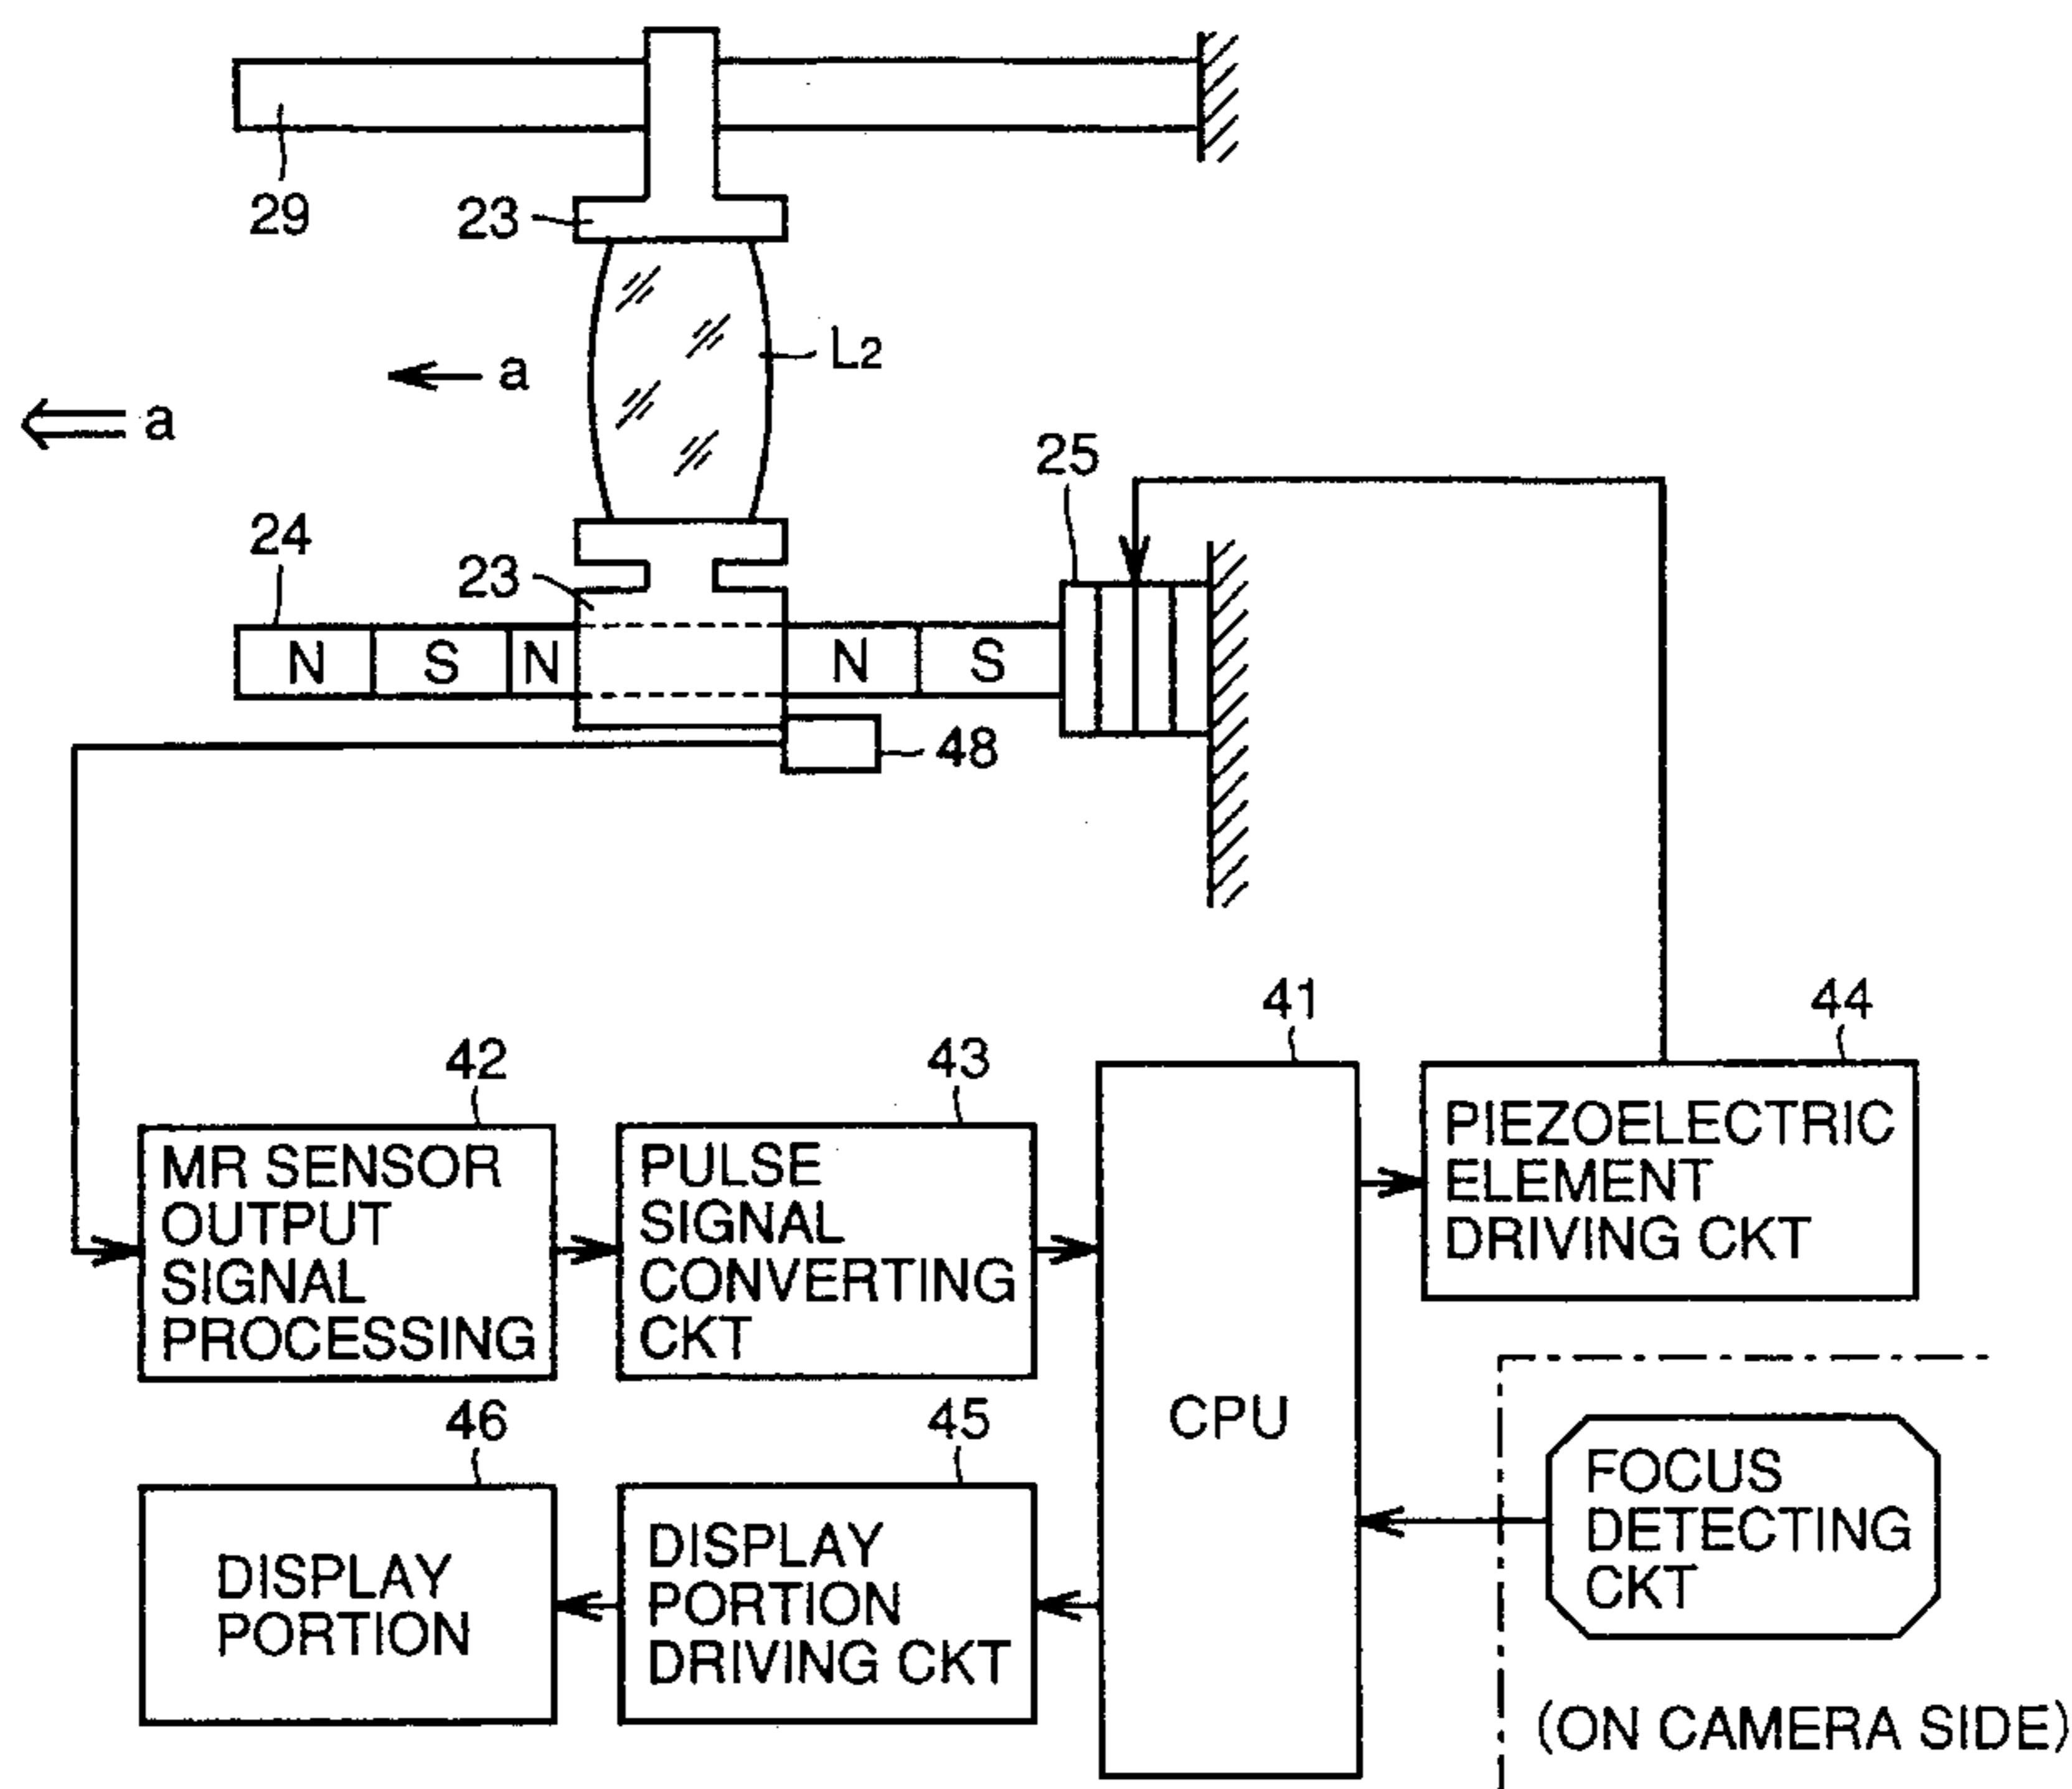 29
23
L2
a
a
25
24
23
N
S
N
N
S
48
41
44
42
43
MR SENSOR
OUTPUT
SIGNAL
PROCESSING
PULSE
SIGNAL
CONVERTING
CKT
CPU
PIEZOELECTRIC
ELEMENT
DRIVING CKT
46
45
DISPLAY
PORTION
DISPLAY
PORTION
DRIVING CKT
FOCUS
DETECTING
CKT
(ON CAMERA SIDE)